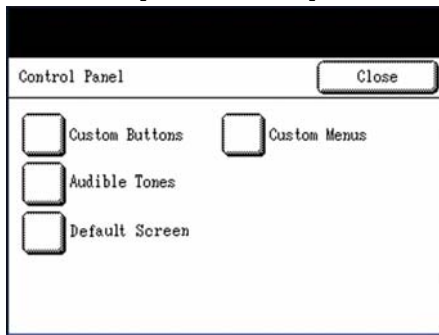 Control Panel Close
Custom Buttons Custom Menus
Audible Tones
Default Screen